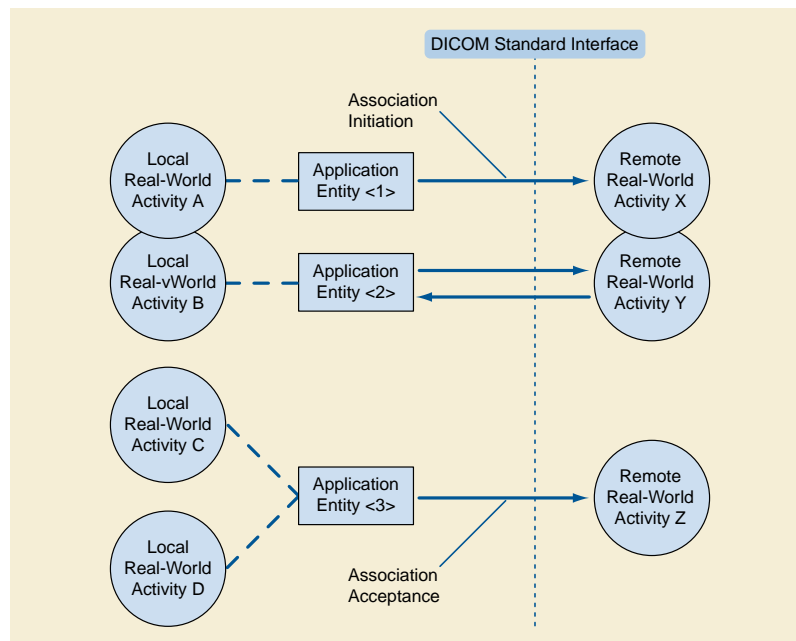 DICOM Standard Interface
Association
Initiation
Local
Real-World
Activity A
Application
Entity <1>
Remote
Real-World
Activity X
Local
Real-vWorld
Activity B
Application
Entity <2>
Remote
Real-World
Activity Y
Local
Real-World
Activity C
Application
Entity <3>
Remote
Real-World
Activity Z
Local
Real-World
Activity D
Association
Acceptance